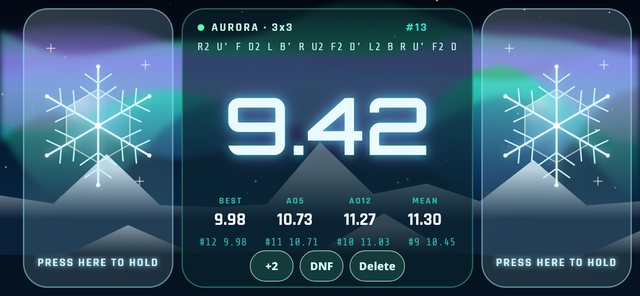 AURORA · 3x3 #13
R2 U' F D2 L B' R U2 F2 D' L2 B R U' F2 D
9.42
BEST AO5 AO12 MEAN
9.98 10.73 11.27 11.30
#12 9.98 #11 10.71 #10 11.03 #9 10.45
+2 DNF Delete
PRESS HERE TO HOLD
PRESS HERE TO HOLD